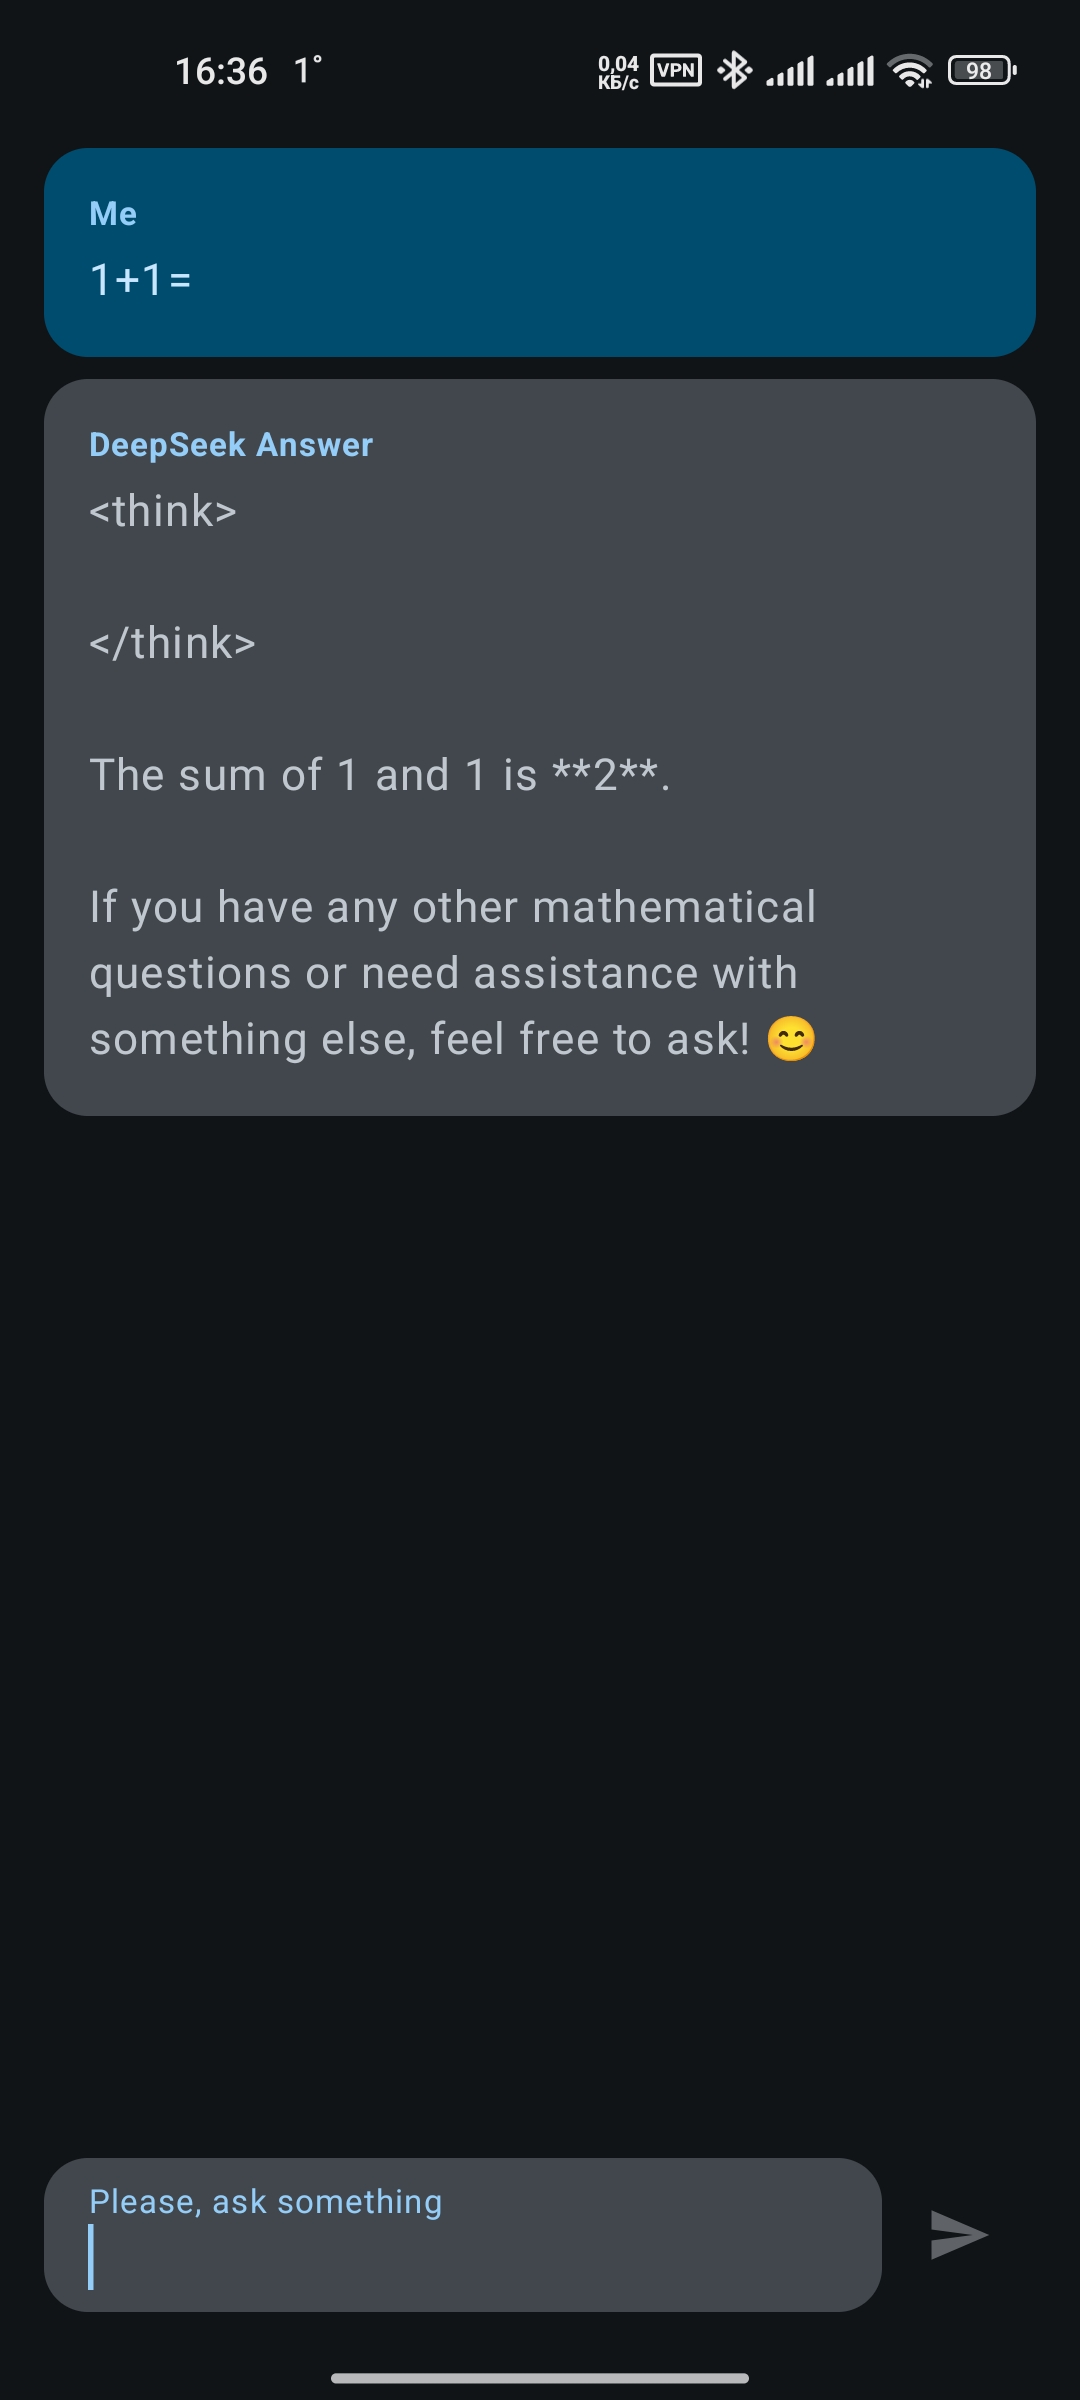 16:36 1°
0,04
КБ/с
VPN
98
Me
1+1=
DeepSeek Answer
<think>
</think>
The sum of 1 and 1 is **2**.
If you have any other mathematical
questions or need assistance with
something else, feel free to ask! 😊
Please, ask something